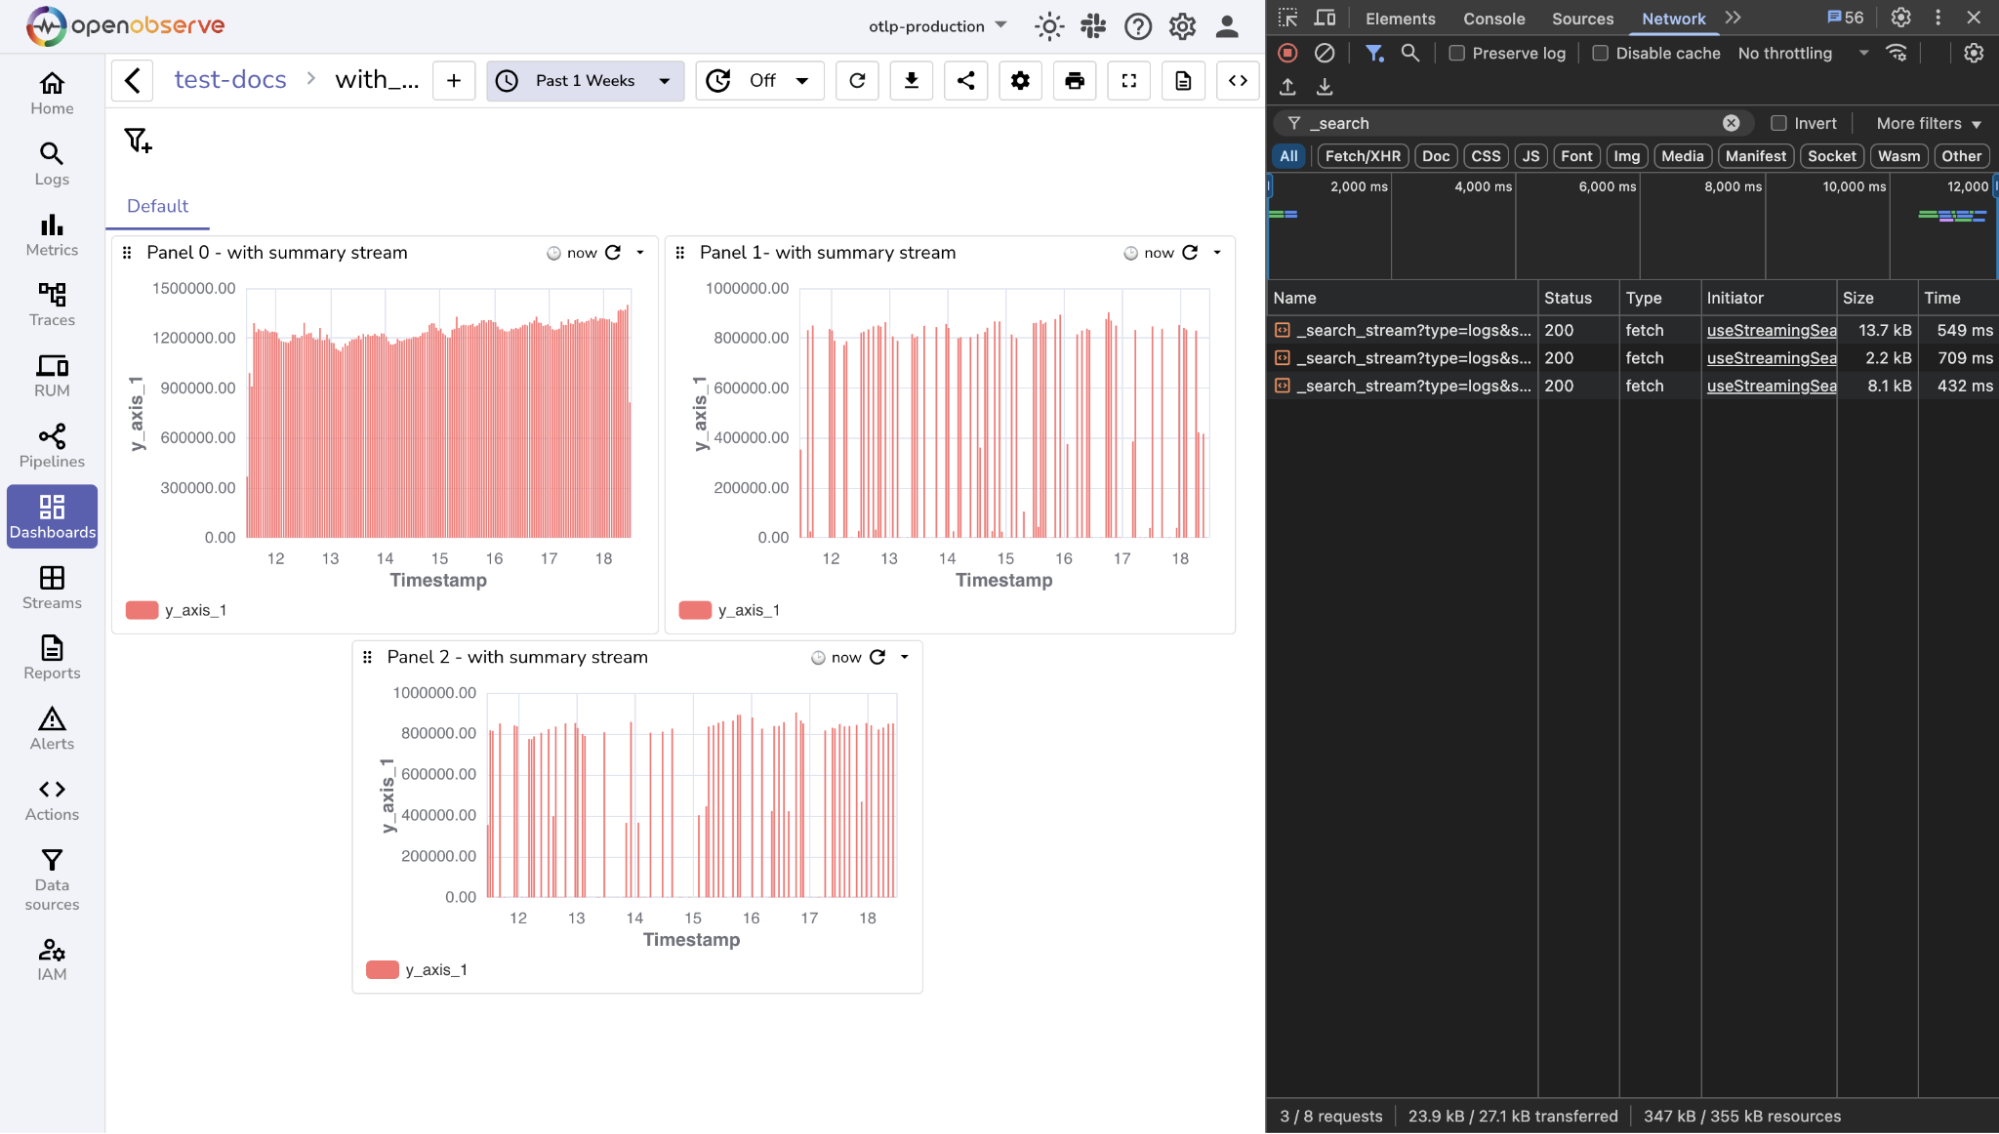 openobserve
otlp-production
test-docs > with_...
+
Past 1 Weeks
Off
Home
Logs
Metrics
Traces
RUM
Pipelines
Dashboards
Streams
Reports
Alerts
Actions
Data
sources
IAM
Default
Panel 0 - with summary stream
now
1500000.00
1200000.00
900000.00
600000.00
300000.00
0.00
y_axis_1
12 13 14 15 16 17 18
Timestamp
y_axis_1
Panel 1- with summary stream
now
1000000.00
800000.00
600000.00
400000.00
200000.00
0.00
y_axis_1
12 13 14 15 16 17 18
Timestamp
y_axis_1
Panel 2 - with summary stream
now
1000000.00
800000.00
600000.00
400000.00
200000.00
0.00
y_axis_1
12 13 14 15 16 17 18
Timestamp
y_axis_1
Elements Console Sources Network 56
Preserve log Disable cache No throttling
_search Invert More filters
All Fetch/XHR Doc CSS JS Font Img Media Manifest Socket Wasm Other
2,000 ms 4,000 ms 6,000 ms 8,000 ms 10,000 ms 12,000
Name Status Type Initiator Size Time
_search_stream?type=logs&s... 200 fetch useStreamingSea 13.7 kB 549 ms
_search_stream?type=logs&s... 200 fetch useStreamingSea 2.2 kB 709 ms
_search_stream?type=logs&s... 200 fetch useStreamingSea 8.1 kB 432 ms
3 / 8 requests 23.9 kB / 27.1 kB transferred 347 kB / 355 kB resources